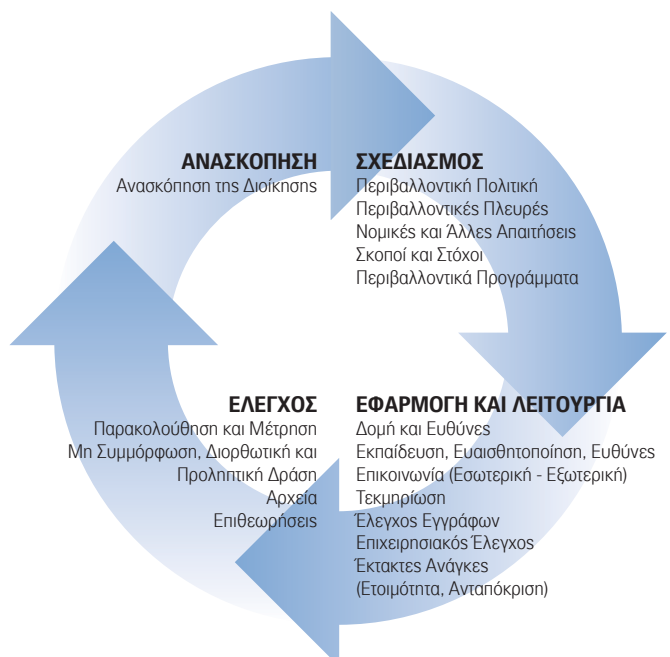 ΑΝΑΣΚΟΠΗΣΗ
Ανασκόπηση της Διοίκησης
ΣΧΕΔΙΑΣΜΟΣ
Περιβαλλοντική Πολιτική
Περιβαλλοντικές Πλευρές
Νομικές και Άλλες Απαιτήσεις
Σκοποί και Στόχοι
Περιβαλλοντικά Προγράμματα
ΕΛΕΓΧΟΣ
Παρακολούθηση και Μέτρηση
Μη Συμμόρφωση, Διορθωτική και
Προληπτική Δράση
Αρχεία
Επιθεωρήσεις
ΕΦΑΡΜΟΓΗ ΚΑΙ ΛΕΙΤΟΥΡΓΙΑ
Δομή και Ευθύνες
Εκπαίδευση, Ευαισθητοποίηση, Ευθύνες
Επικοινωνία (Εσωτερική - Εξωτερική)
Τεκμηρίωση
Έλεγχος Εγγράφων
Επιχειρησιακός Έλεγχος
Έκτακτες Ανάγκες
(Ετοιμότητα, Ανταπόκριση)